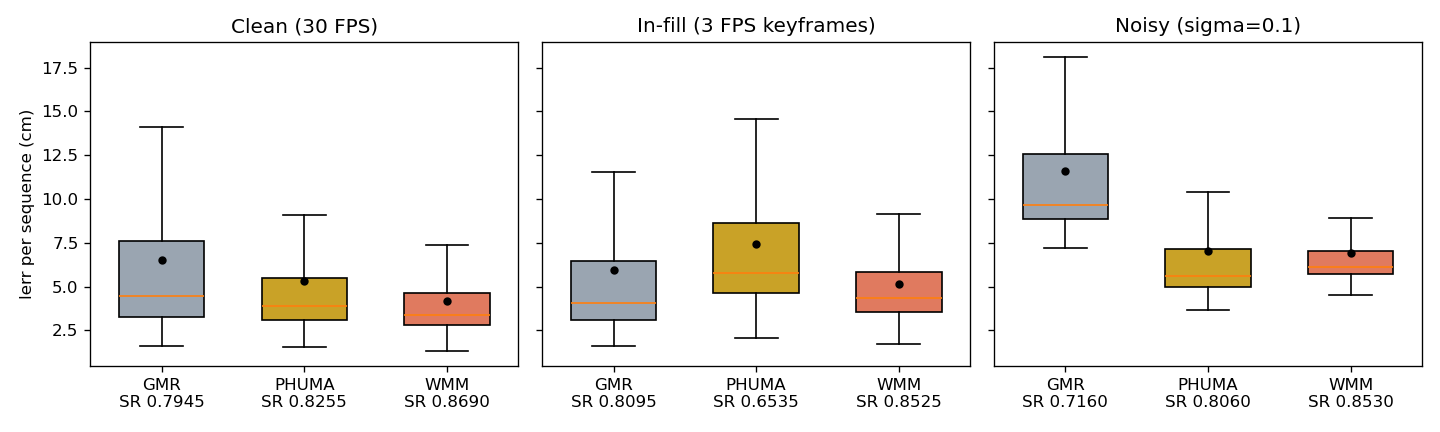 Clean (30 FPS)
In-fill (3 FPS keyframes)
Noisy (sigma=0.1)
lerr per sequence (cm)
17.5
15.0
12.5
10.0
7.5
5.0
2.5
GMR
SR 0.7945
PHUMA
SR 0.8255
WMM
SR 0.8690
GMR
SR 0.8095
PHUMA
SR 0.6535
WMM
SR 0.8525
GMR
SR 0.7160
PHUMA
SR 0.8060
WMM
SR 0.8530